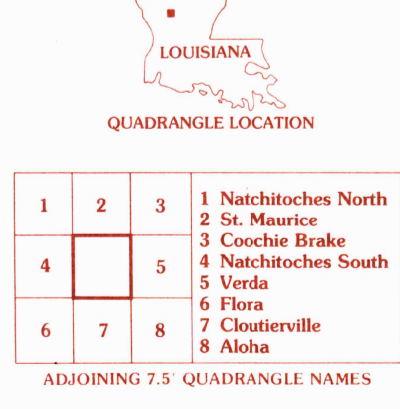 LOUISIANA
QUADRANGLE LOCATION
1 2 3
4 5
6 7 8
1 Natchitoches North
2 St. Maurice
3 Coochie Brake
4 Natchitoches South
5 Verda
6 Flora
7 Cloutierville
8 Aloha
ADJOINING 7.5' QUADRANGLE NAMES